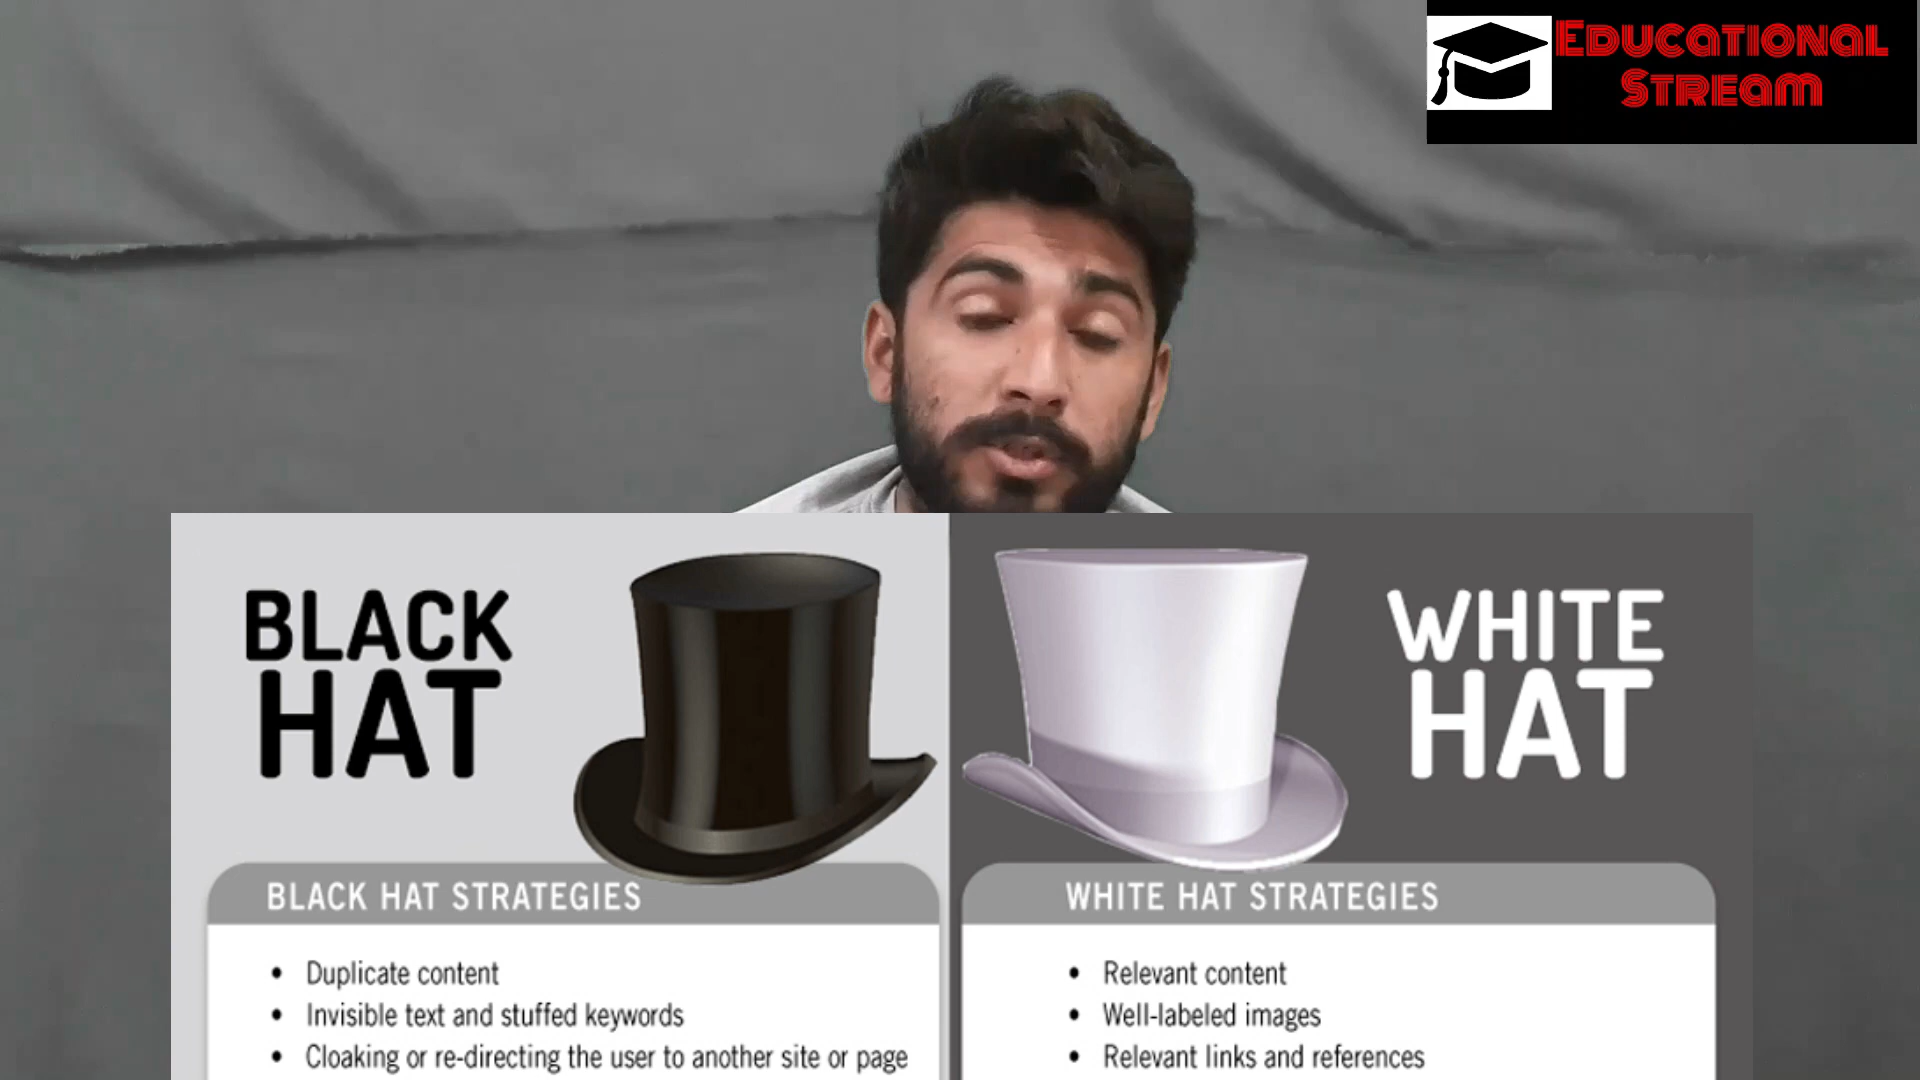 Educational
Stream
BLACK
HAT
WHITE
HAT
BLACK HAT STRATEGIES
• Duplicate content
• Invisible text and stuffed keywords
• Cloaking or re-directing the user to another site or page
WHITE HAT STRATEGIES
• Relevant content
• Well-labeled images
• Relevant links and references